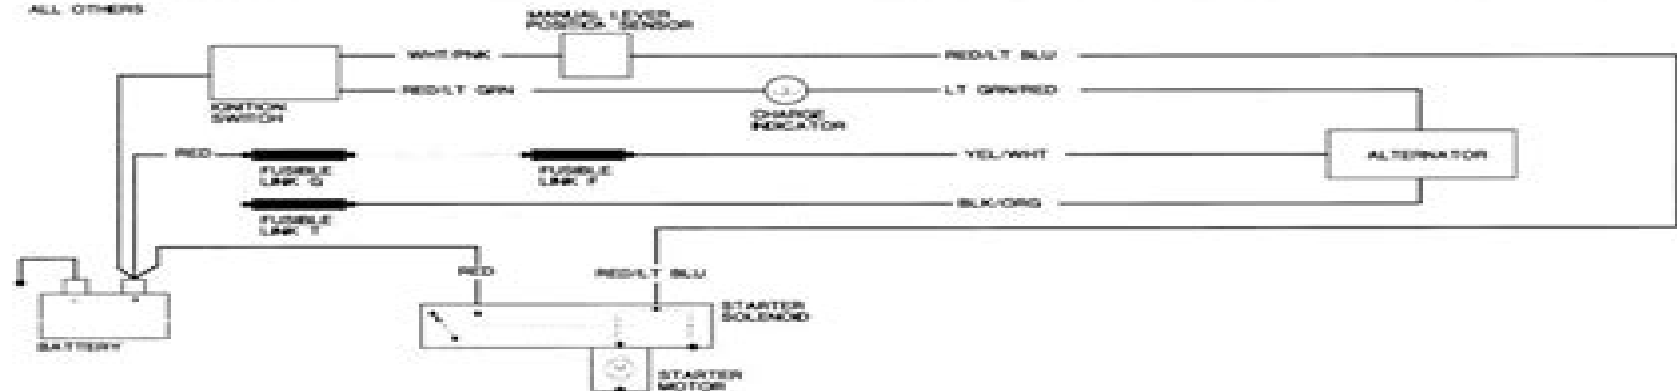 ALL OTHERS
MANUAL LEVER
POSITION SENSOR
WHT/PNK
RED/LT BLU
IGNITION
SWITCH
RED/LT GRN
LT GRN/RED
CHARGE
INDICATOR
RED
FUSIBLE
LINK G
FUSIBLE
LINK F
YEL/WHT
ALTERNATOR
FUSIBLE
LINK T
BLK/ORG
RED
RED/LT BLU
STARTER
SOLENOID
BATTERY
STARTER
MOTOR